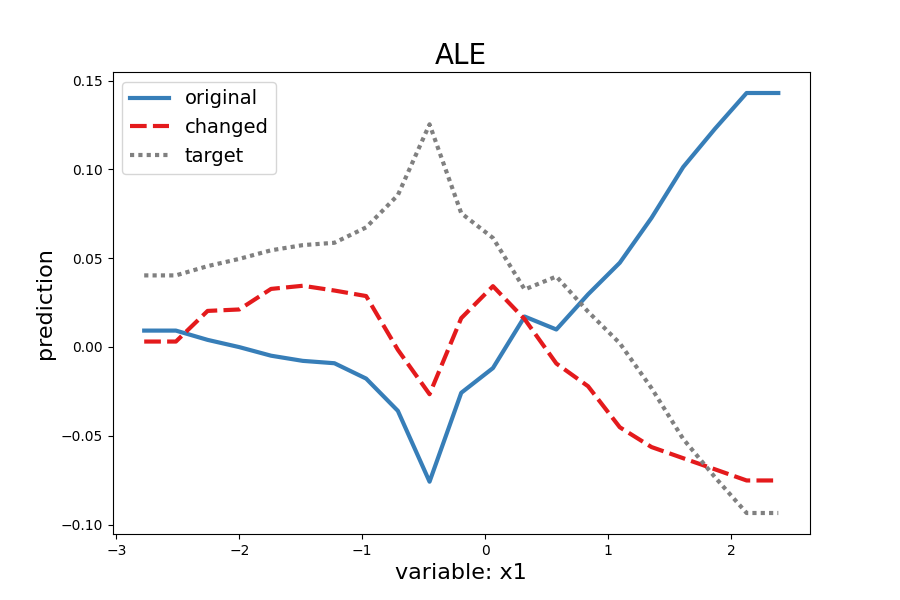 ALE
0.15
0.10
0.05
0.00
−0.05
−0.10
prediction
original
changed
target
−3
−2
−1
0
1
2
variable: x1